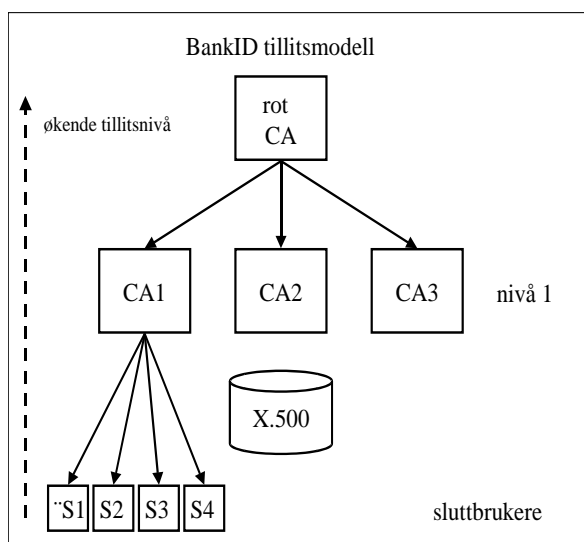 BankID tillitsmodell
økende tillitsnivå
rot
CA
CA1 CA2 CA3 nivå 1
X.500
¨S1 S2 S3 S4 sluttbrukere